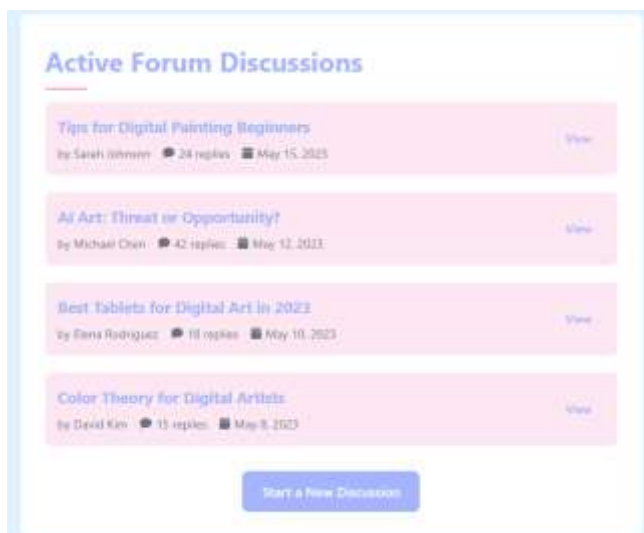 Active Forum Discussions
Tips for Digital Painting Beginners
View
by Sarah Johnson 24 replies May 15, 2023
AI Art: Threat or Opportunity?
View
by Michael Chen 42 replies May 12, 2023
Best Tablets for Digital Art in 2023
View
by Elena Rodriguez 18 replies May 10, 2023
Color Theory for Digital Artists
View
by David Kim 15 replies May 8, 2023
Start a New Discussion